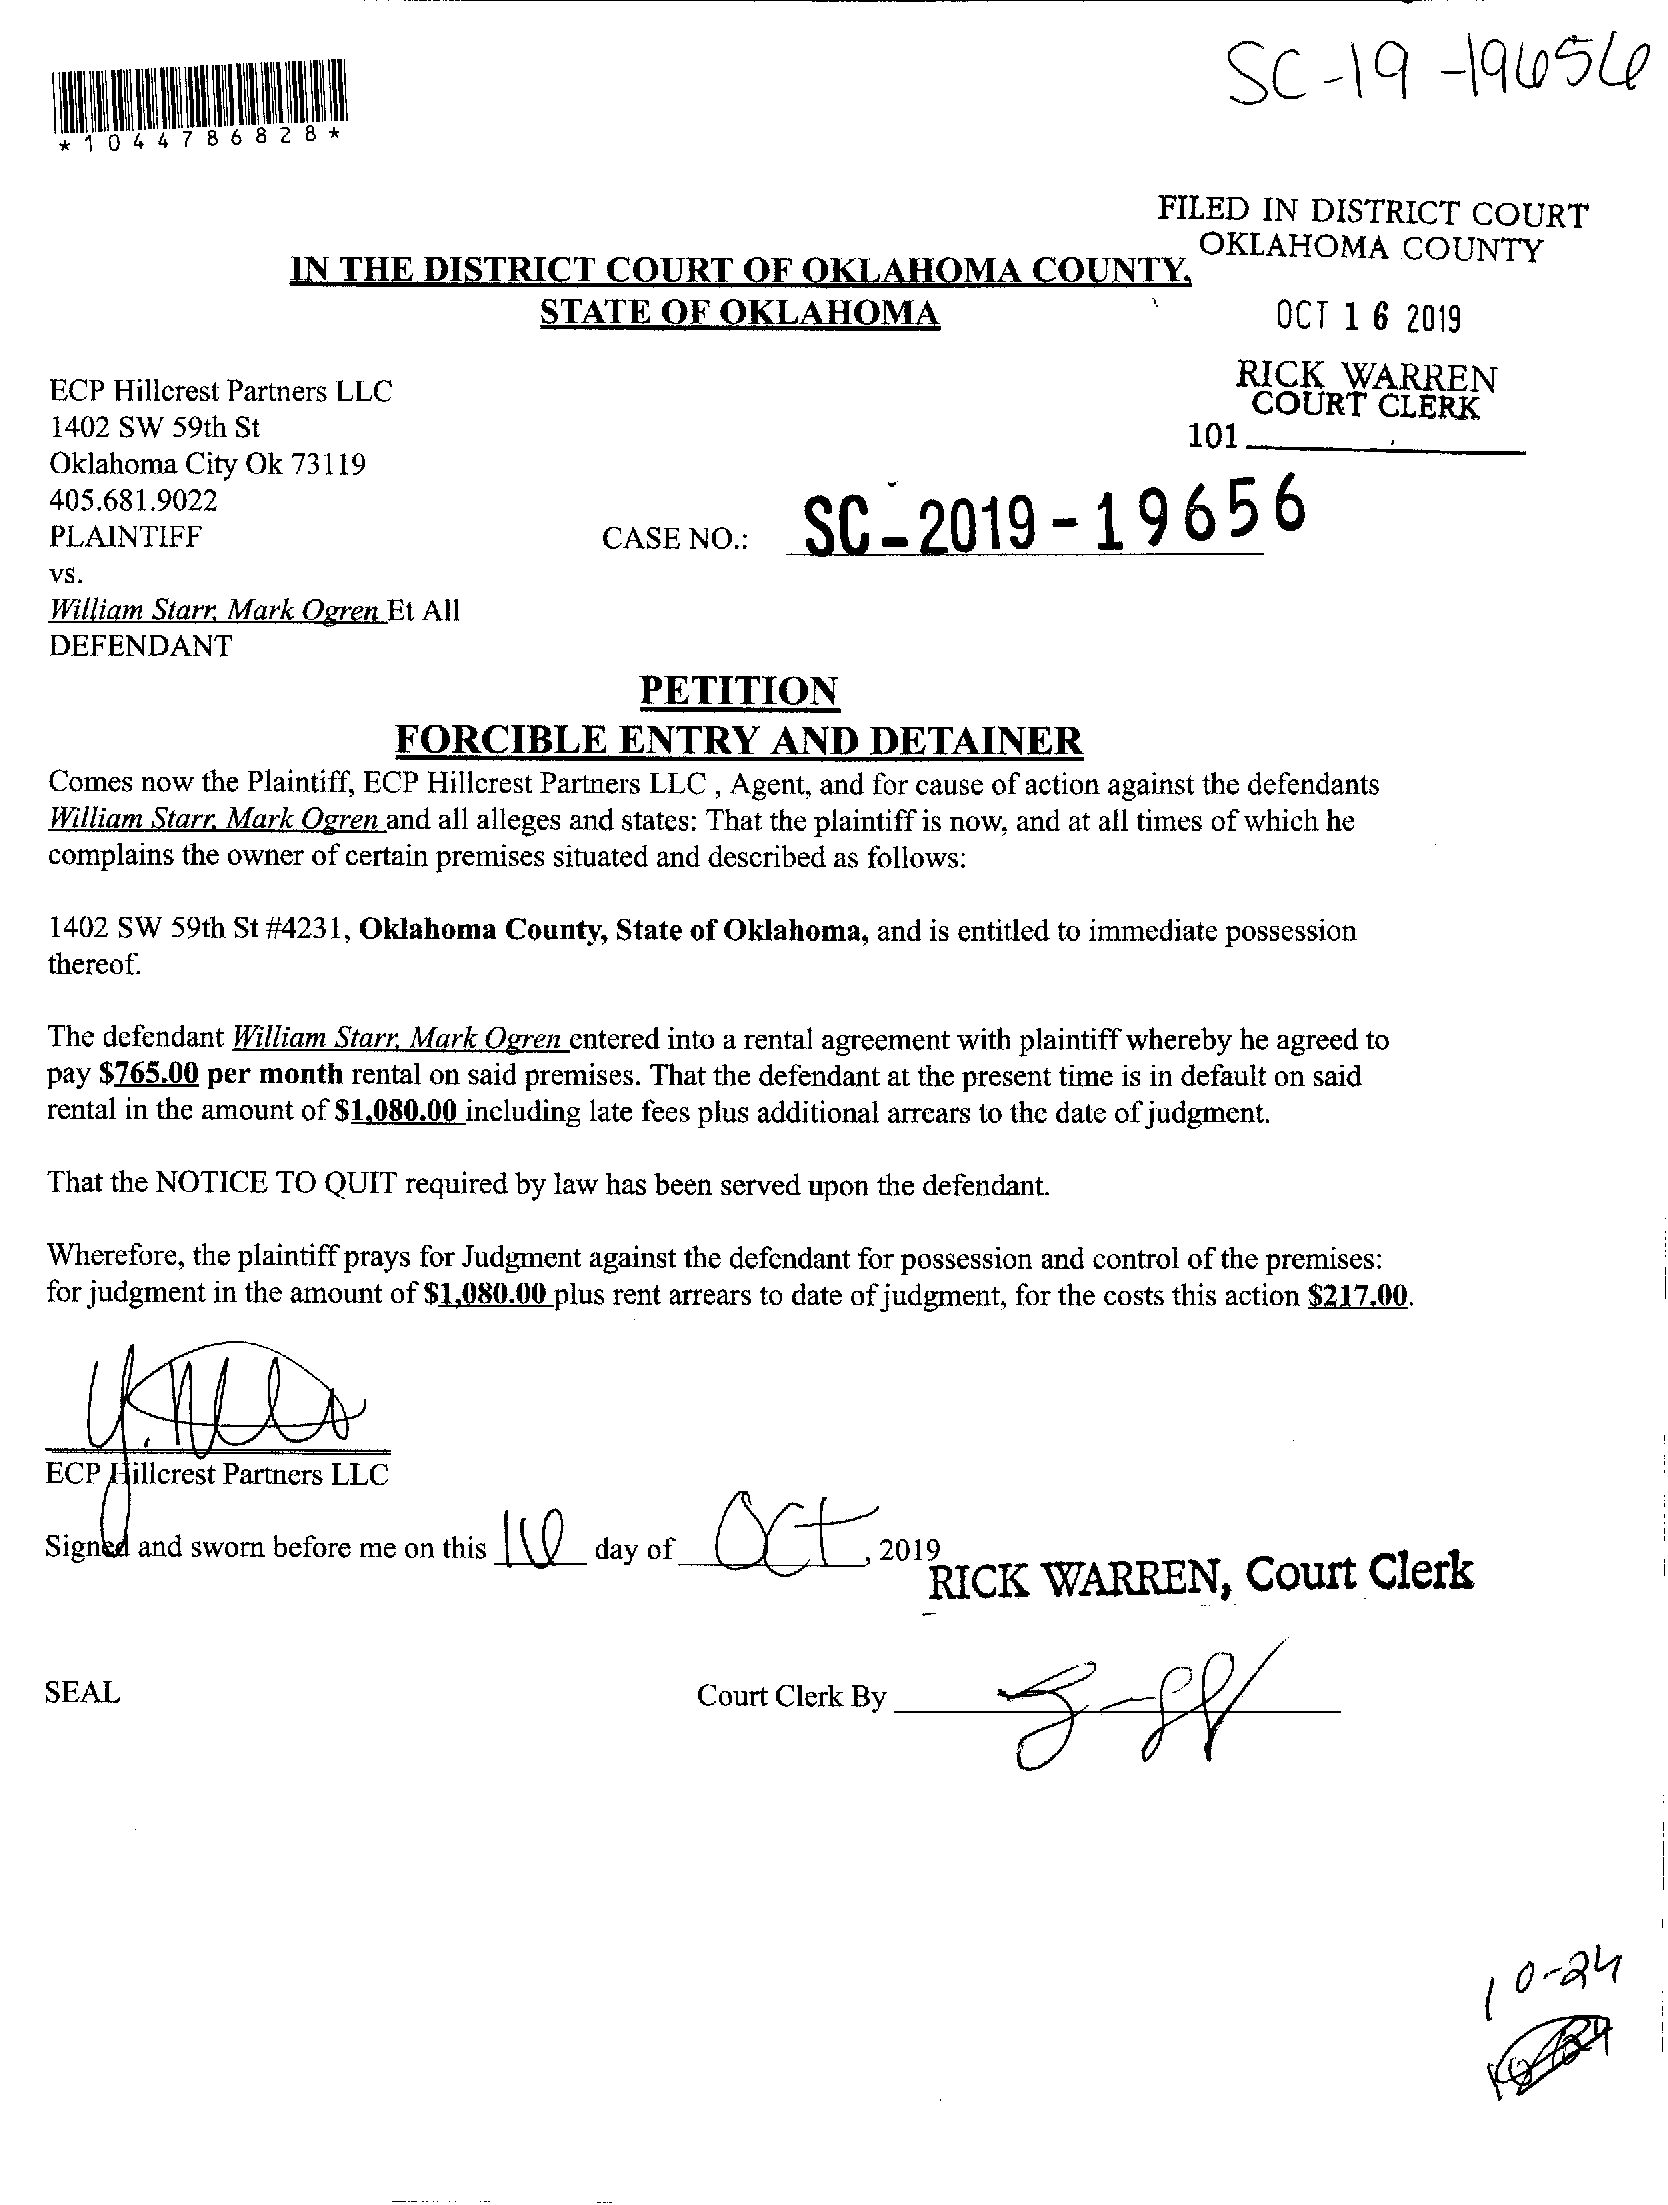 SC-19-19656
*1044786828*
FILED IN DISTRICT COURT
OKLAHOMA COUNTY
IN THE DISTRICT COURT OF OKLAHOMA COUNTY,
STATE OF OKLAHOMA
OCT 16 2019
RICK WARREN
COURT CLERK
101
ECP Hillcrest Partners LLC
1402 SW 59th St
Oklahoma City Ok 73119
405.681.9022
PLAINTIFF
CASE NO.: SC-2019-19656
vs.
William Starr, Mark Ogren Et All
DEFENDANT
PETITION
FORCIBLE ENTRY AND DETAINER
Comes now the Plaintiff, ECP Hillcrest Partners LLC , Agent, and for cause of action against the defendants
William Starr, Mark Ogren and all alleges and states: That the plaintiff is now, and at all times of which he
complains the owner of certain premises situated and described as follows:
1402 SW 59th St #4231, Oklahoma County, State of Oklahoma, and is entitled to immediate possession
thereof.
The defendant William Starr, Mark Ogren entered into a rental agreement with plaintiff whereby he agreed to
pay $765.00 per month rental on said premises. That the defendant at the present time is in default on said
rental in the amount of $1,080.00 including late fees plus additional arrears to the date of judgment.
That the NOTICE TO QUIT required by law has been served upon the defendant.
Wherefore, the plaintiff prays for Judgment against the defendant for possession and control of the premises:
for judgment in the amount of $1,080.00 plus rent arrears to date of judgment, for the costs this action $217.00.
ECP Hillcrest Partners LLC
Signed and sworn before me on this 16 day of Oct, 2019
RICK WARREN, Court Clerk
SEAL
Court Clerk By
10-24